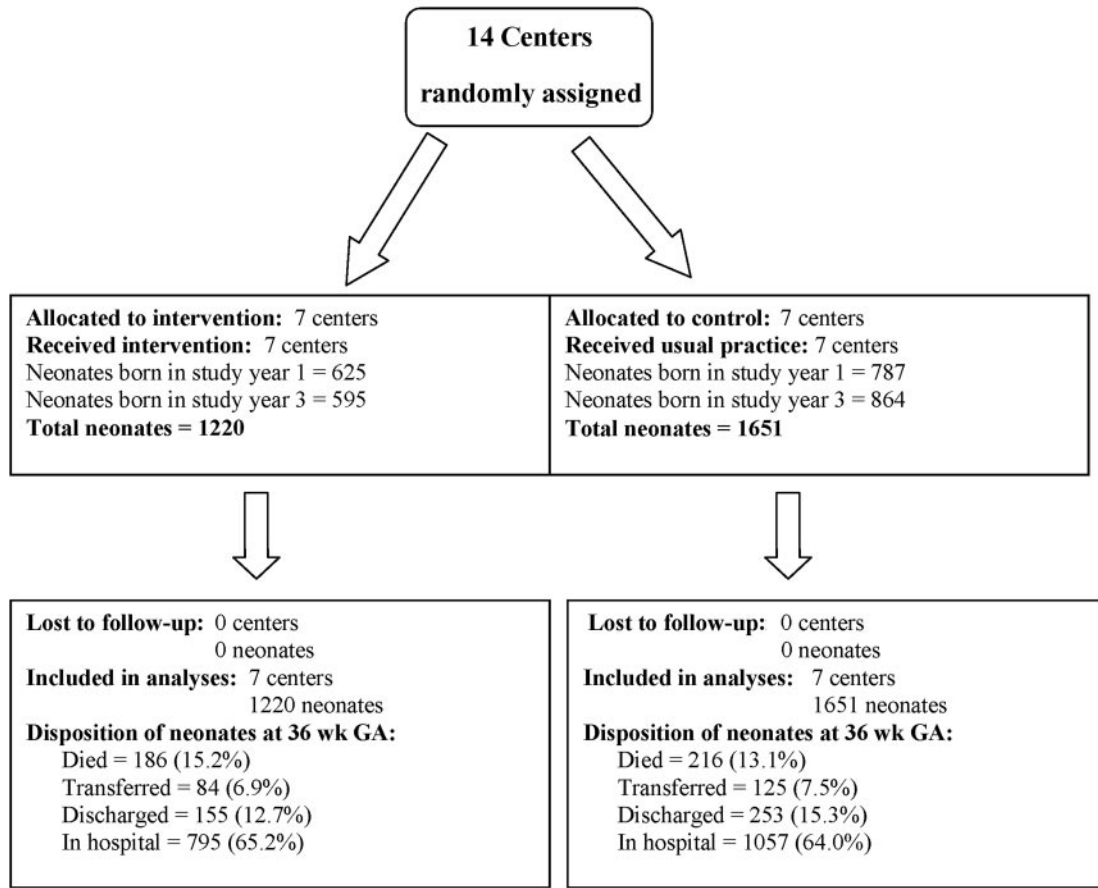 14 Centers
randomly assigned
Allocated to intervention: 7 centers
Received intervention: 7 centers
Neonates born in study year 1 = 625
Neonates born in study year 3 = 595
Total neonates = 1220
Allocated to control: 7 centers
Received usual practice: 7 centers
Neonates born in study year 1 = 787
Neonates born in study year 3 = 864
Total neonates = 1651
Lost to follow-up: 0 centers
0 neonates
Included in analyses: 7 centers
1220 neonates
Disposition of neonates at 36 wk GA:
Died = 186 (15.2%)
Transferred = 84 (6.9%)
Discharged = 155 (12.7%)
In hospital = 795 (65.2%)
Lost to follow-up: 0 centers
0 neonates
Included in analyses: 7 centers
1651 neonates
Disposition of neonates at 36 wk GA:
Died = 216 (13.1%)
Transferred = 125 (7.5%)
Discharged = 253 (15.3%)
In hospital = 1057 (64.0%)